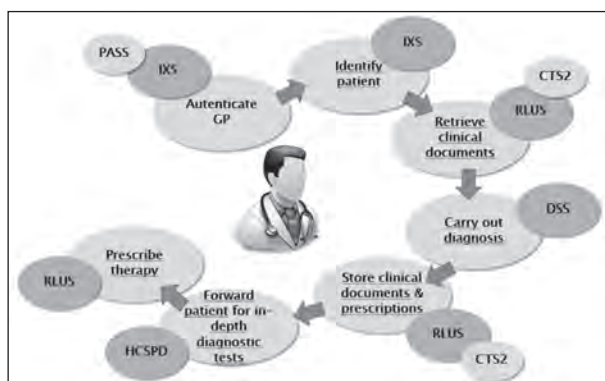 PASS
IXS
Autenticate
GP
IXS
Identify
patient
CTS2
RLUS
Retrieve
clinical
documents
DSS
Carry out
diagnosis
Store clinical
documents &
prescriptions
RLUS
CTS2
Forward
patient for in-
depth
diagnostic
tests
HCSPD
Prescribe
therapy
RLUS